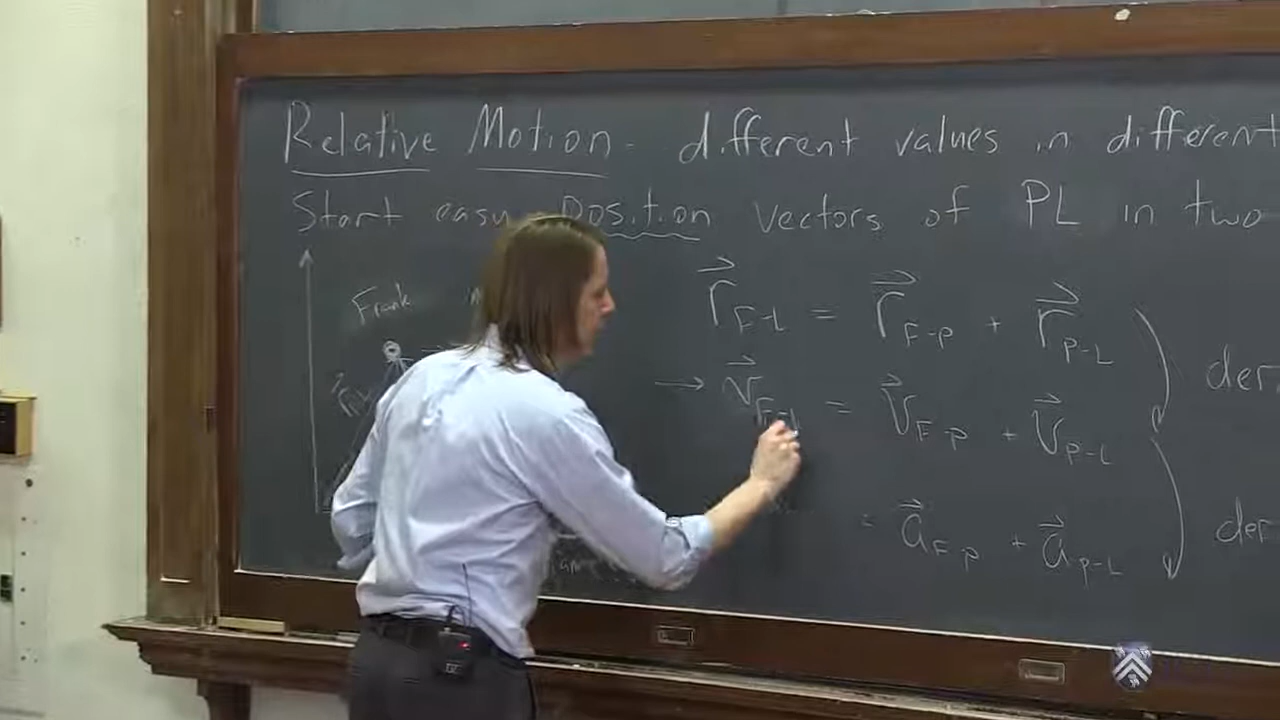 Relative Motion - different values in different
Start easy Position vectors of PL in two
Frank
r⃗F-L = r⃗F-P + r⃗P-L
→ v⃗F-L = v⃗F-P + v⃗P-L
der
= a⃗F-P + a⃗P-L
der